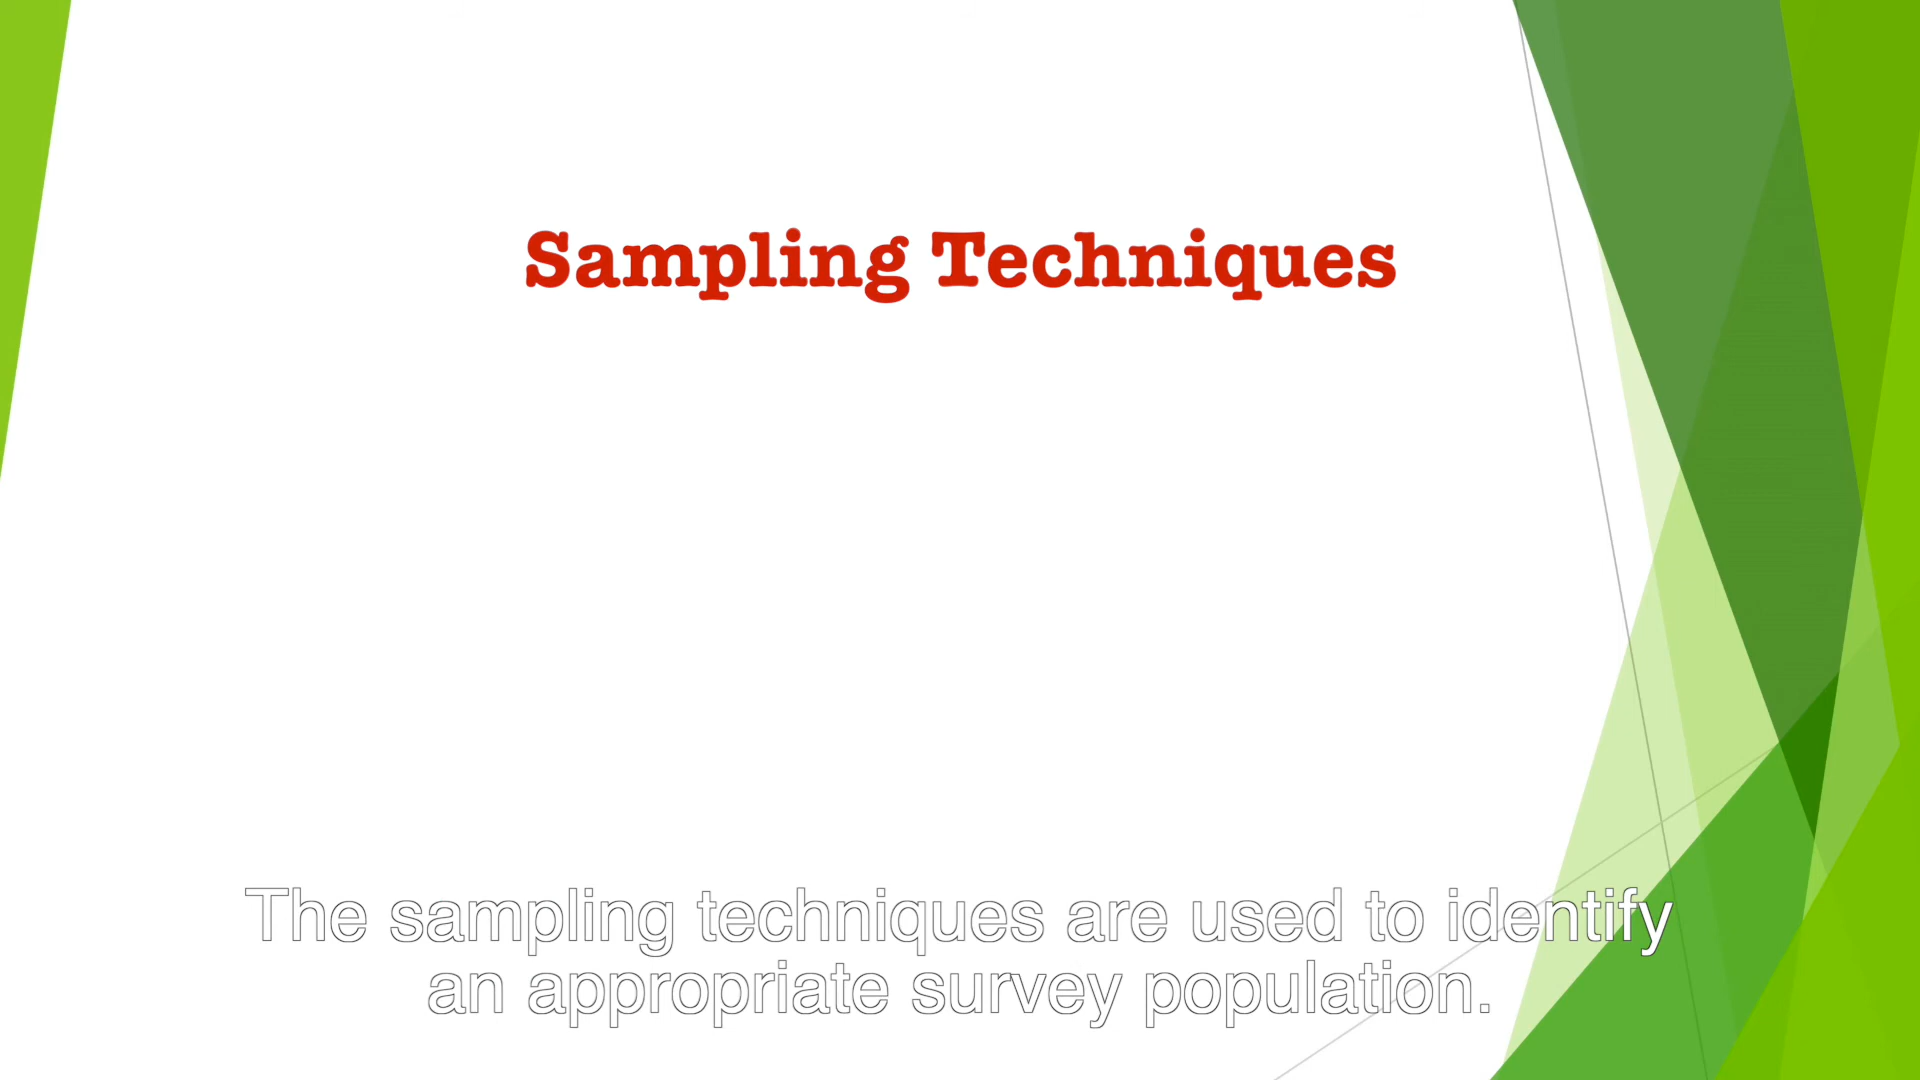 Sampling Techniques
The sampling techniques are used to identify
an appropriate survey population.